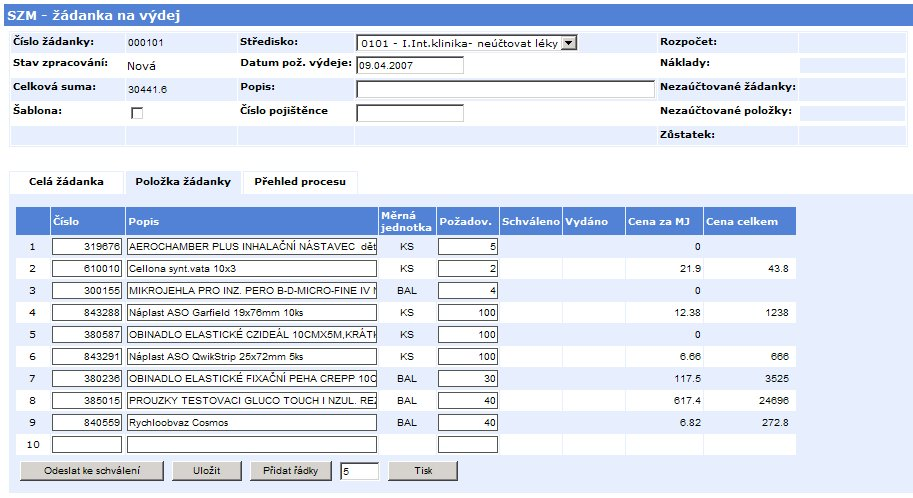 SZM - žádanka na výdej
Číslo žádanky: 000101 Středisko: 0101 - I.Int.klinika- neúčtovat léky Rozpočet:
Stav zpracování: Nová Datum pož. výdeje: 09.04.2007 Náklady:
Celková suma: 30441.6 Popis: Nezaúčtované žádanky:
Šablona: Číslo pojištěnce Nezaúčtované položky:
Zůstatek:
Celá žádanka Položka žádanky Přehled procesu
Číslo Popis Měrná jednotka Požadov. Schváleno Vydáno Cena za MJ Cena celkem
1 319676 AEROCHAMBER PLUS INHALAČNÍ NÁSTAVEC dět KS 5 0
2 610010 Cellona synt.vata 10x3 KS 2 21.9 43.8
3 300155 MIKROJEHLA PRO INZ. PERO B-D-MICRO-FINE IV BAL 4 0
4 843288 Náplast ASO Garfield 19x76mm 10ks KS 100 12.38 1238
5 380587 OBINADLO ELASTICKÉ CZIDEÁL 10CMX5M,KRÁTK KS 100 0
6 843291 Náplast ASO QwikStrip 25x72mm 5ks KS 100 6.66 666
7 380236 OBINADLO ELASTICKÉ FIXAČNÍ PEHA CREPP 10C BAL 30 117.5 3525
8 385015 PROUZKY TESTOVACI GLUCO TOUCH I NZUL. REZ BAL 40 617.4 24696
9 840559 Rychloobvaz Cosmos BAL 40 6.82 272.8
10
Odeslat ke schválení Uložit Přidat řádky 5 Tisk